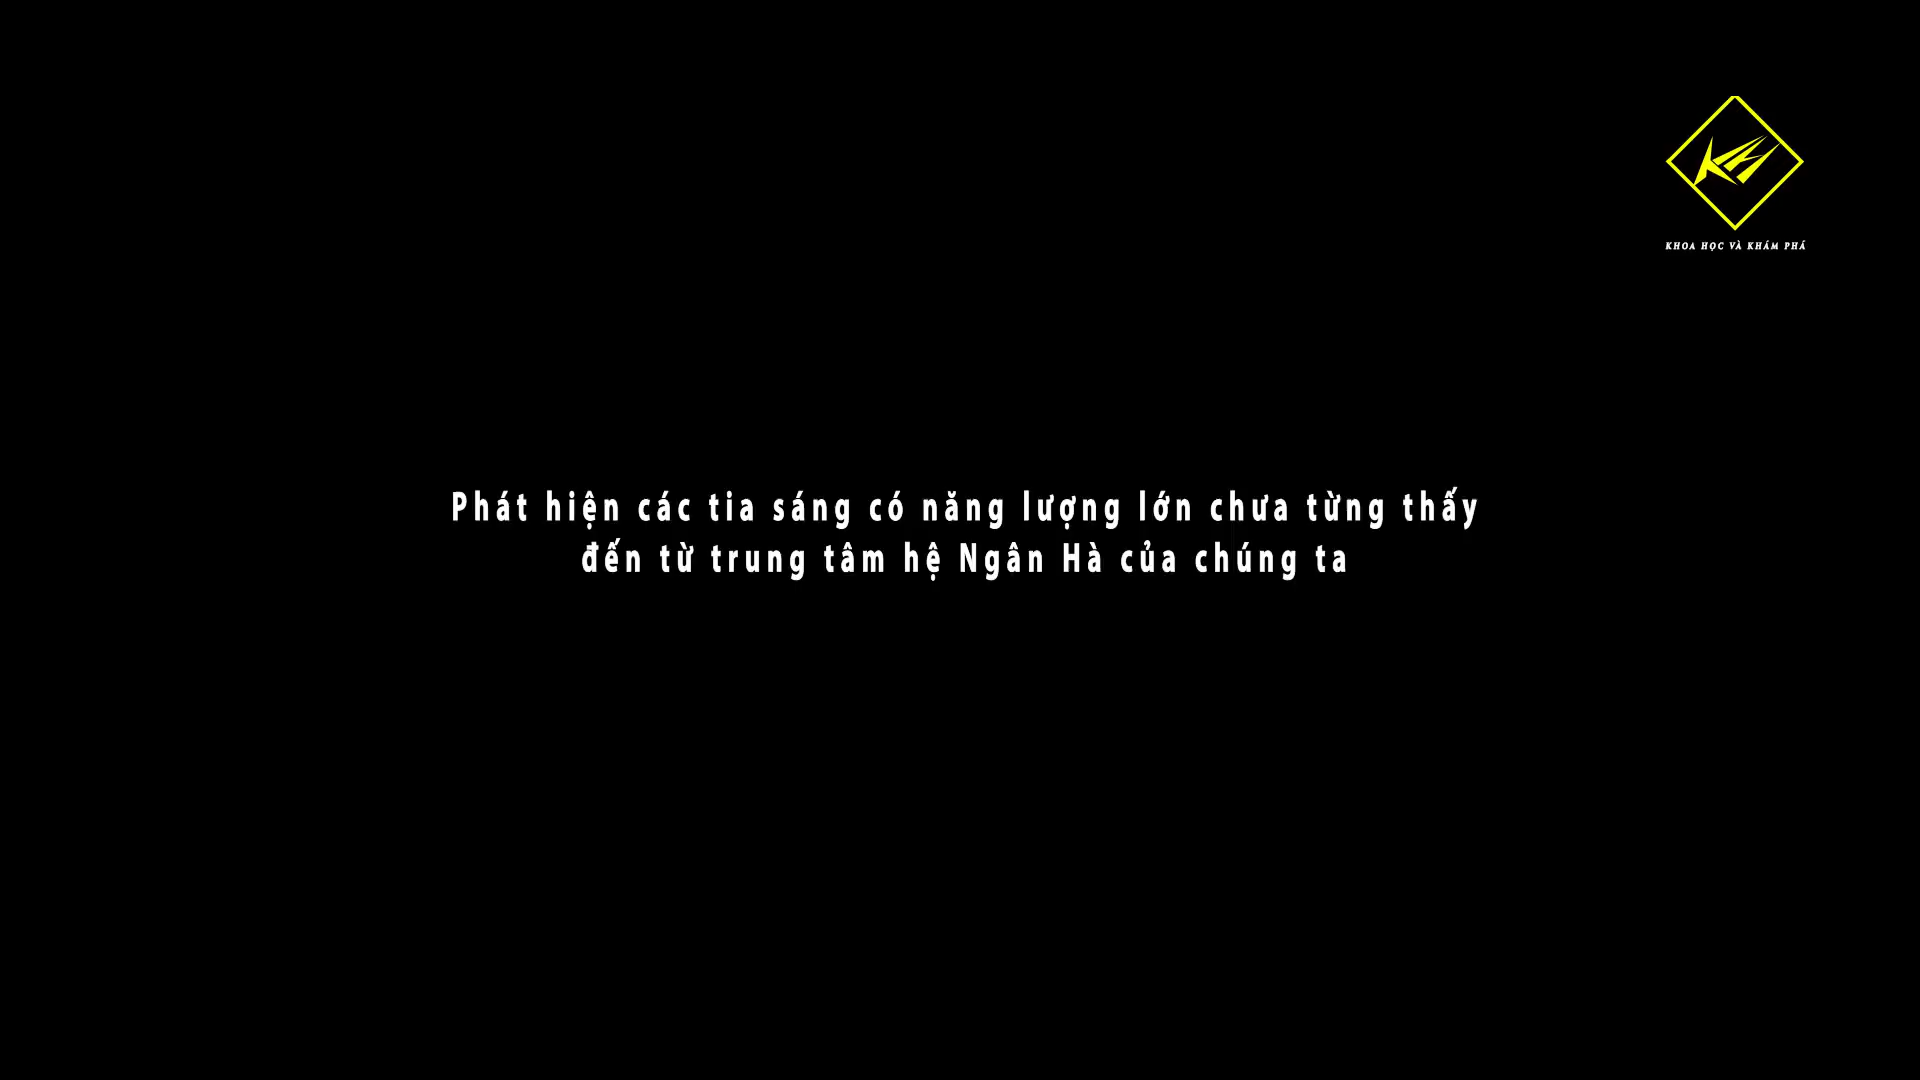 KHOA HỌC VÀ KHÁM PHÁ
Phát hiện các tia sáng có năng lượng lớn chưa từng thấy
đến từ trung tâm hệ Ngân Hà của chúng ta